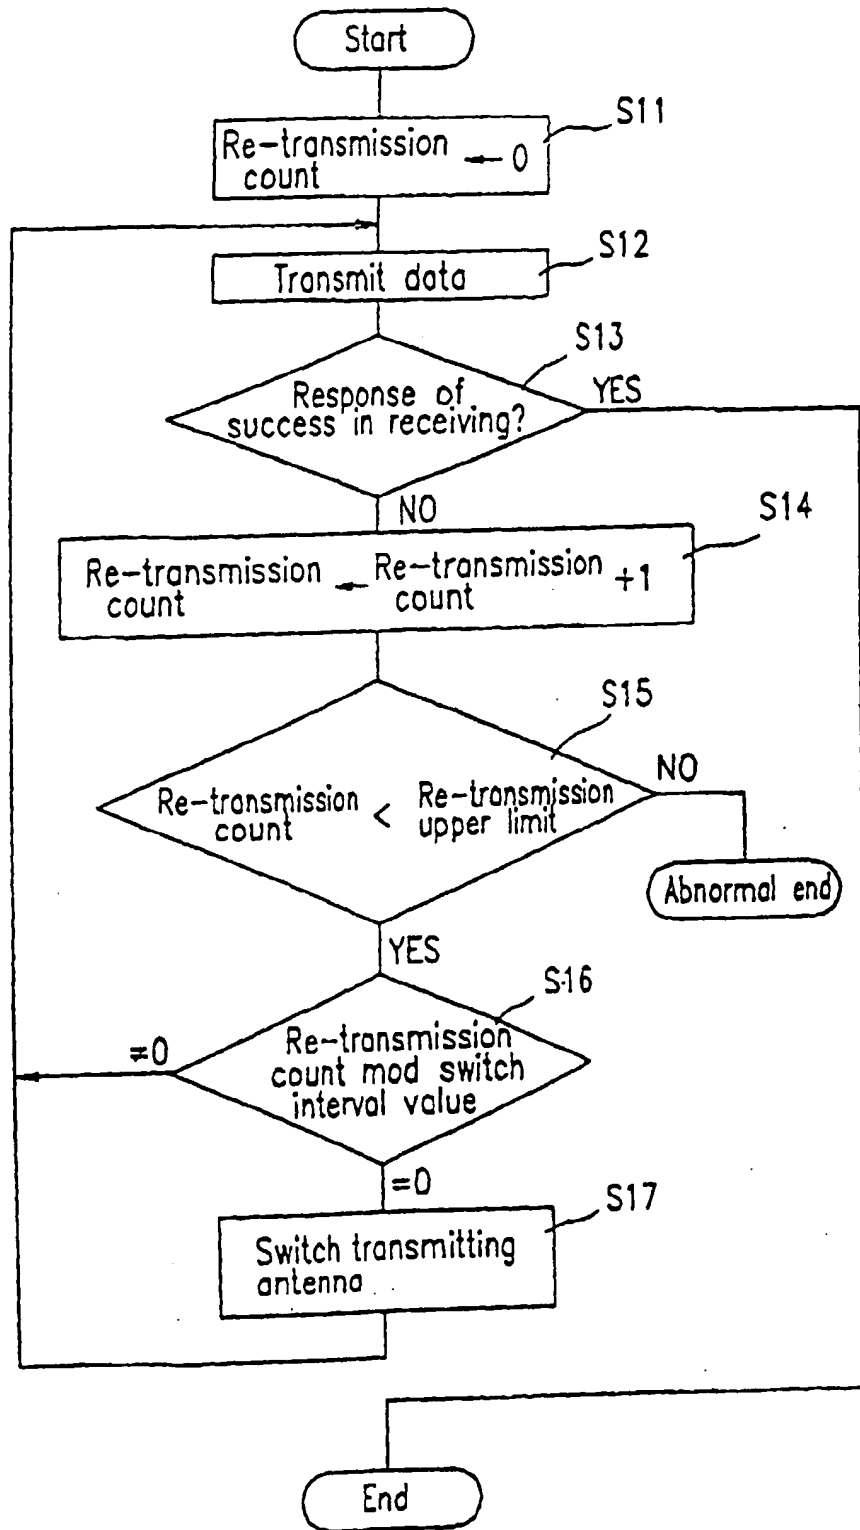 Start
S11
Re-transmission
count ← 0
S12
Transmit data
S13
Response of
success in receiving?
YES
NO
S14
Re-transmission
count ← Re-transmission
count +1
S15
Re-transmission
count < Re-transmission
upper limit
NO
Abnormal end
YES
S16
Re-transmission
count mod switch
interval value
≠0
=0
S17
Switch transmitting
antenna
End